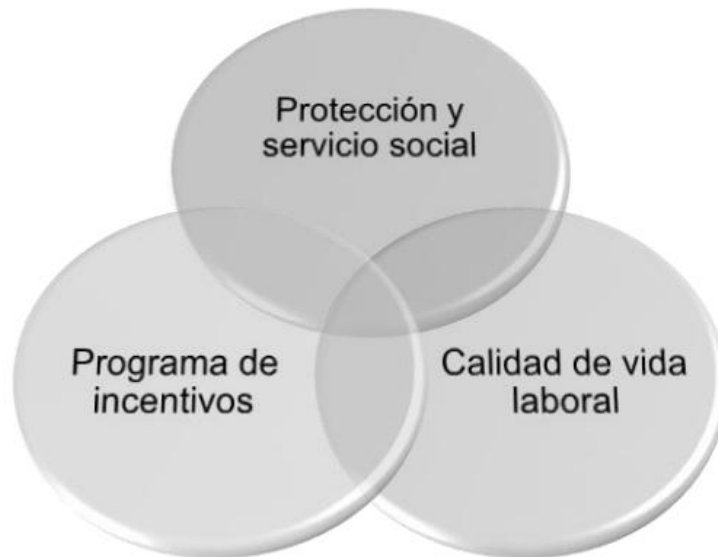 Protección y
servicio social
Programa de
incentivos
Calidad de vida
laboral